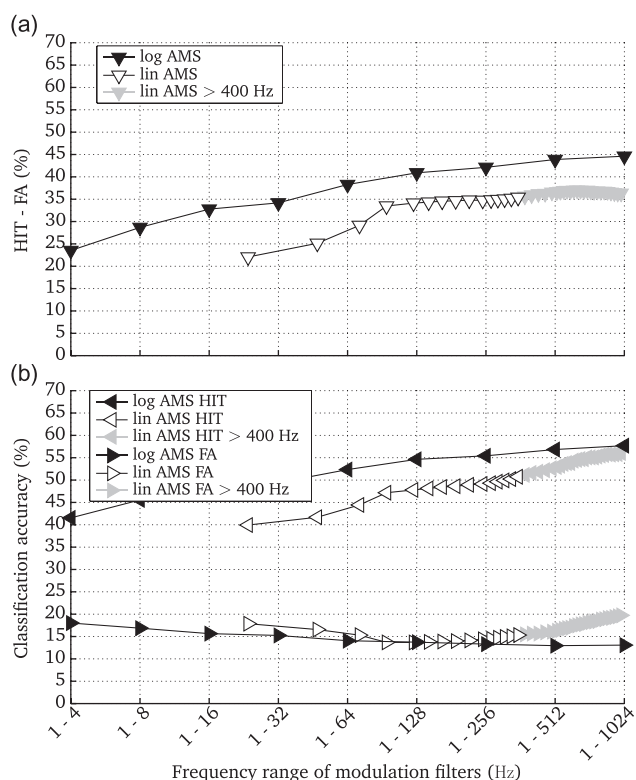 (a)
70
65
60
55
50
45
40
35
30
25
20
15
10
5
0
HIT - FA (%)
log AMS
lin AMS
lin AMS > 400 Hz
(b)
70
65
60
55
50
45
40
35
30
25
20
15
10
5
0
Classification accuracy (%)
log AMS HIT
lin AMS HIT
lin AMS HIT > 400 Hz
log AMS FA
lin AMS FA
lin AMS FA > 400 Hz
1 - 4
1 - 8
1 - 16
1 - 32
1 - 64
1 - 128
1 - 256
1 - 512
1 - 1024
Frequency range of modulation filters (Hz)